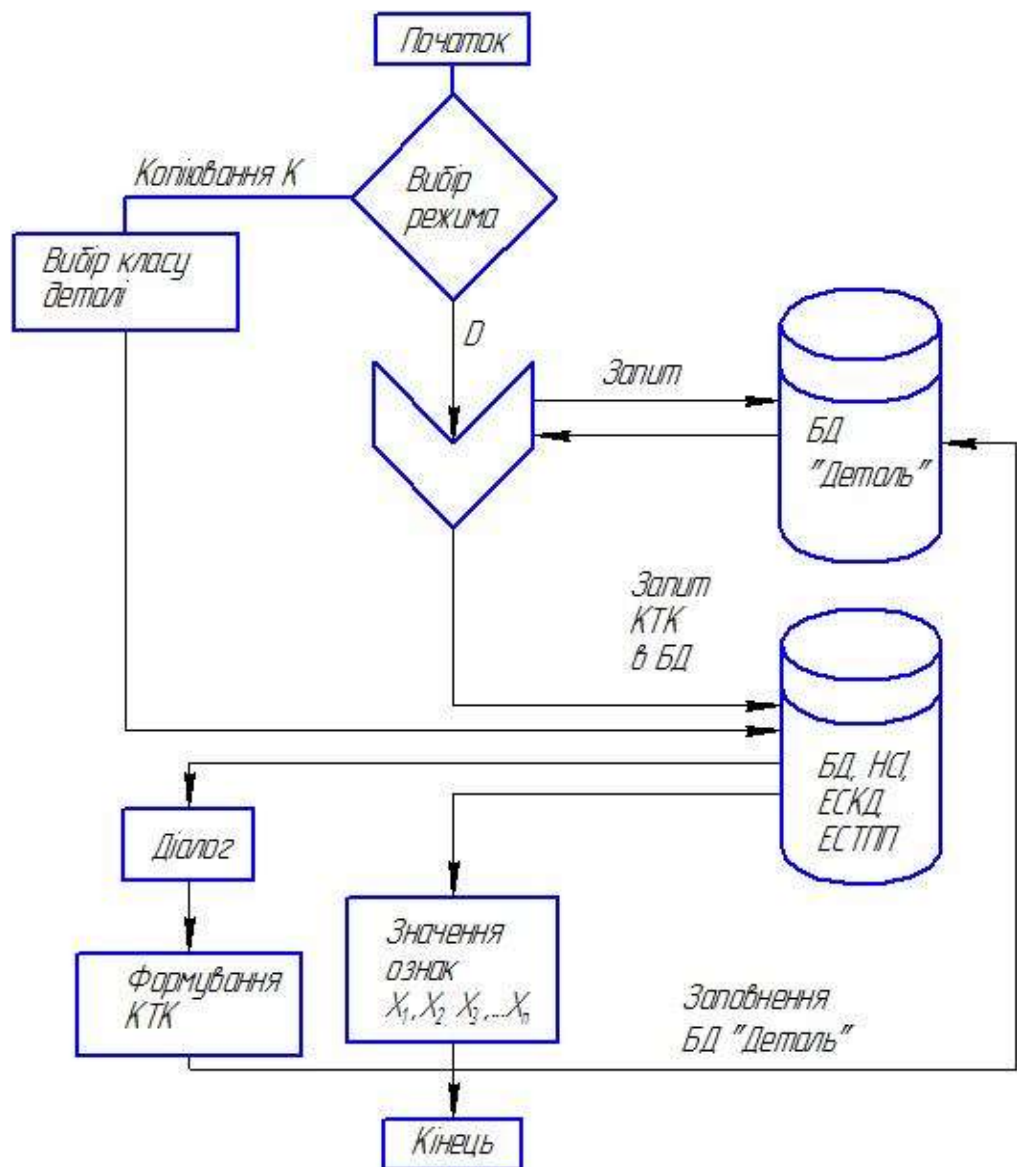 Початок
Копіювання К
Вибір
режима
Вибір класу
деталі
D
Запит
БД
"Деталь"
Запит
КТК
в БД
БД, НСІ,
ЕСКД,
ЕСТПП
Діалог
Значення
ознак
X₁, X₂ X₃,...Xₙ
Формування
КТК
Заповнення
БД "Деталь"
Кінець